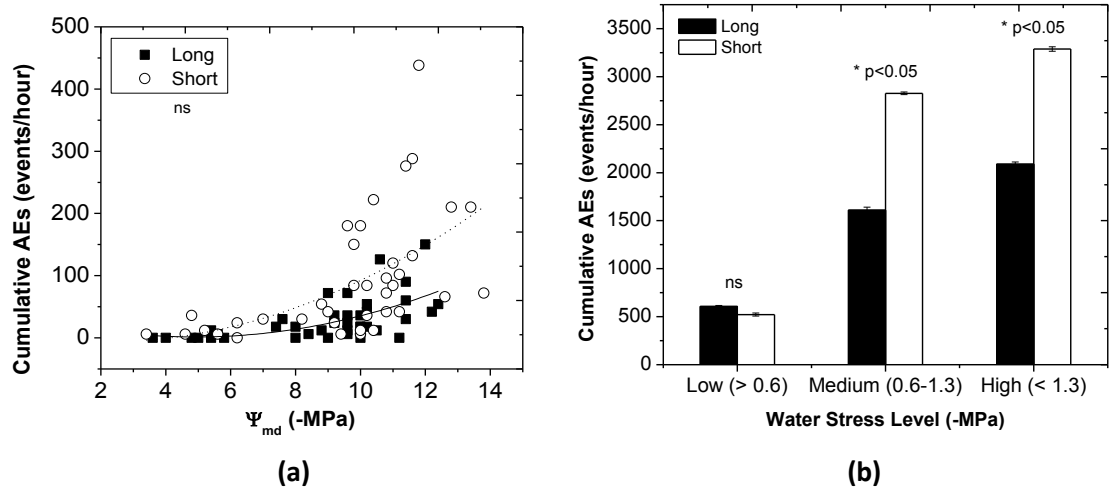 500
400
300
200
100
0
Cumulative AEs (events/hour)
Long
Short
ns
2 4 6 8 10 12 14
Ψmd (-MPa)
(a)
3500
3000
2500
2000
1500
1000
500
0
Cumulative AEs (events/hour)
Long
Short
ns
* p<0.05
* p<0.05
Low (> 0.6) Medium (0.6-1.3) High (< 1.3)
Water Stress Level (-MPa)
(b)